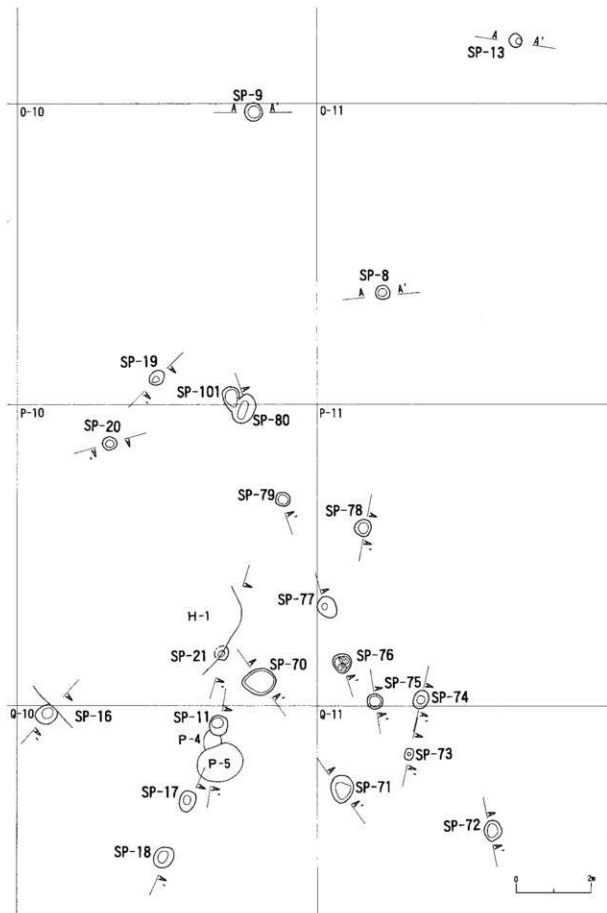 A A'
SP-13
SP-9
O-10 A A' O-11
SP-8
A A'
SP-19
A
A'
SP-101 A
P-10 P-11
SP-80
SP-20
A' A
SP-79
A'
SP-78 A
A'
A
H-1
SP-77 A
SP-21
SP-70
A
A'
SP-76
A'
A'
SP-75 SP-74
A A
Q-10 Q-11
A
SP-16
A'
SP-11 A
A' A'
P-4
A
P-5
SP-73
A'
SP-17
A A'
SP-71
A
A'
SP-72
A
A'
SP-18
A'
0 2m